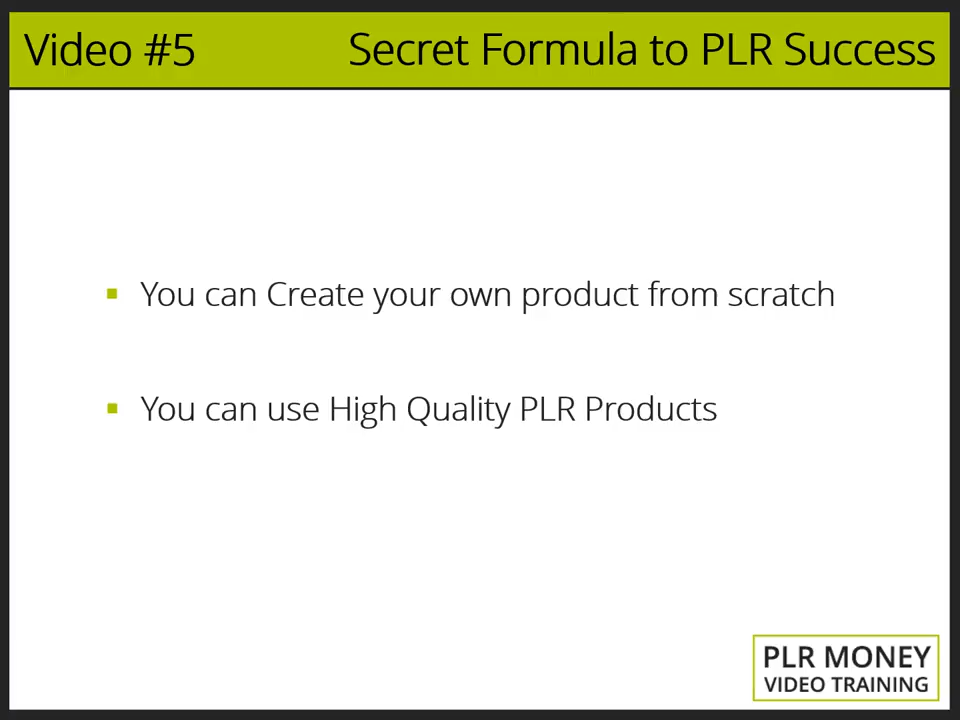 Video #5 Secret Formula to PLR Success
You can Create your own product from scratch
You can use High Quality PLR Products
PLR MONEY
VIDEO TRAINING